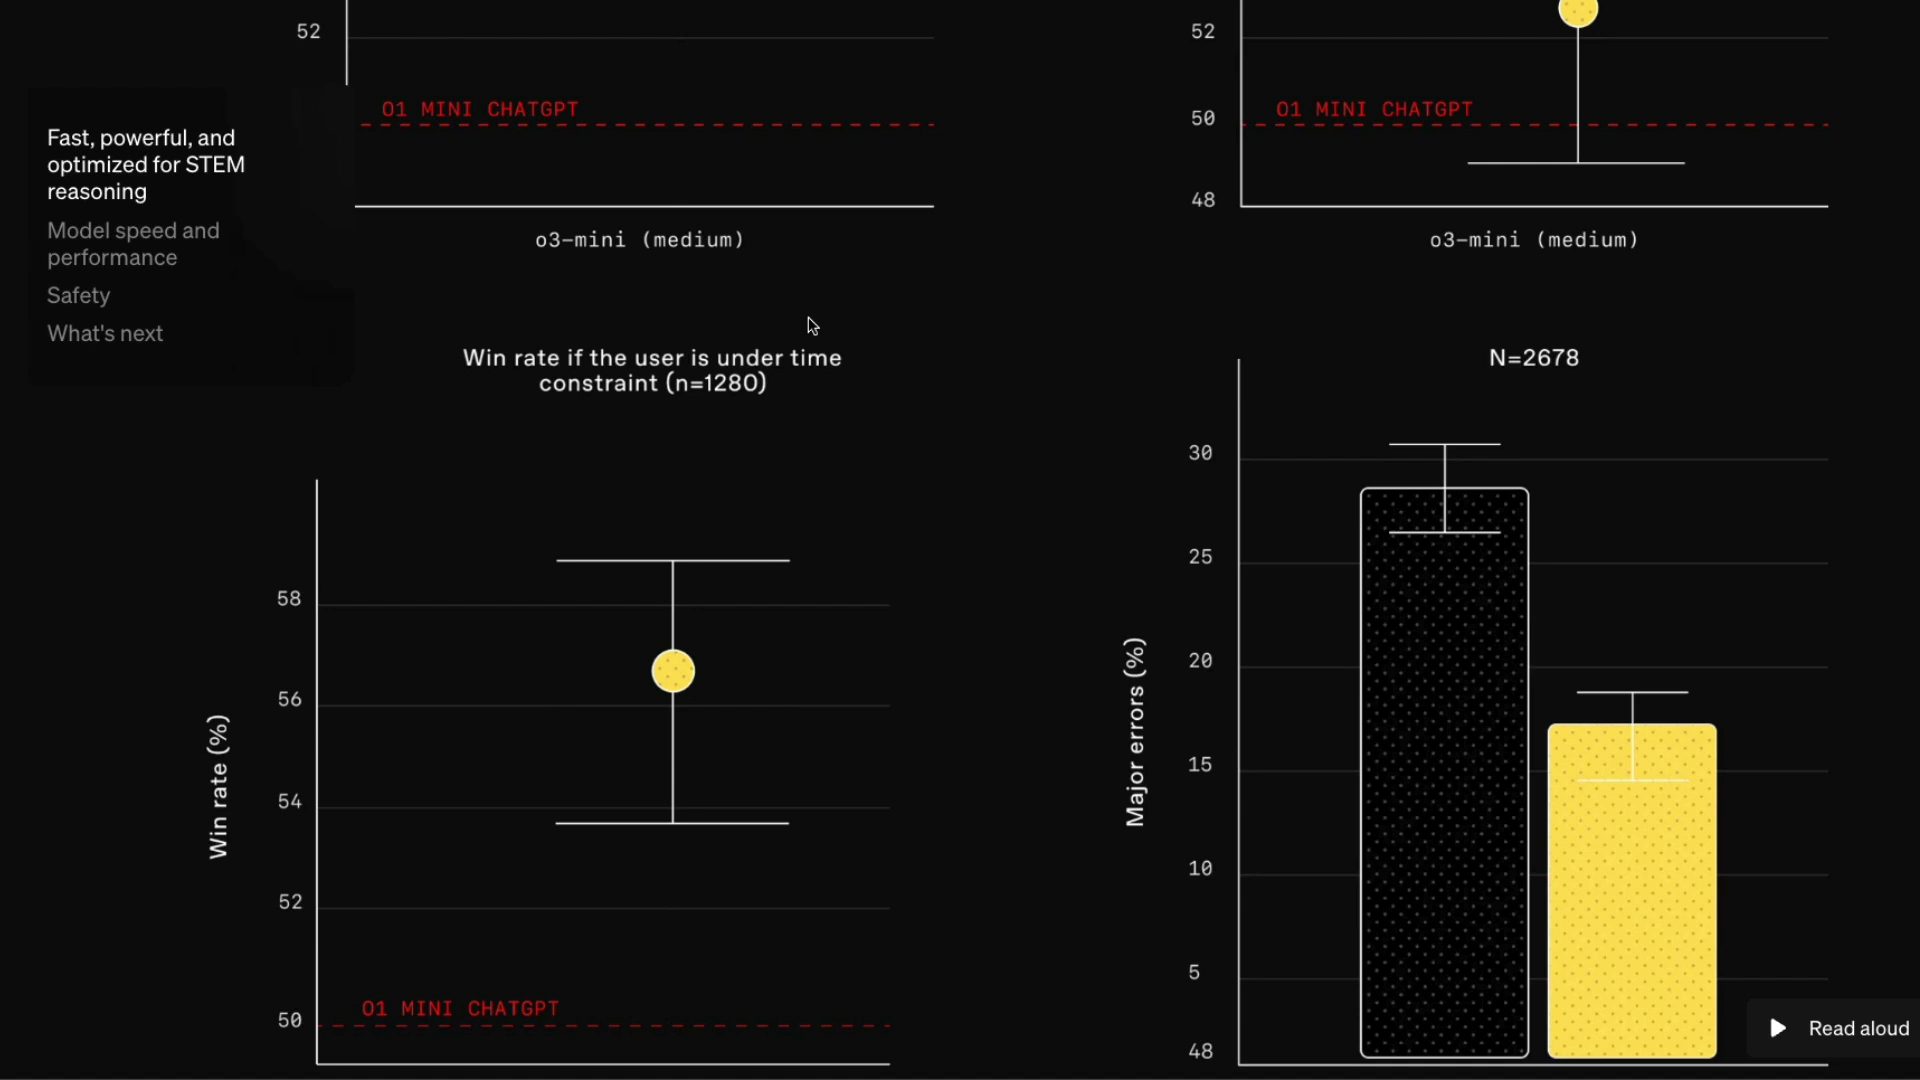 52
O1 MINI CHATGPT
o3-mini (medium)
52
O1 MINI CHATGPT
50
48
o3-mini (medium)
Fast, powerful, and
optimized for STEM
reasoning
Model speed and
performance
Safety
What's next
Win rate if the user is under time
constraint (n=1280)
58
56
54
52
O1 MINI CHATGPT
50
Win rate (%)
N=2678
30
25
20
15
10
5
48
Major errors (%)
Read aloud